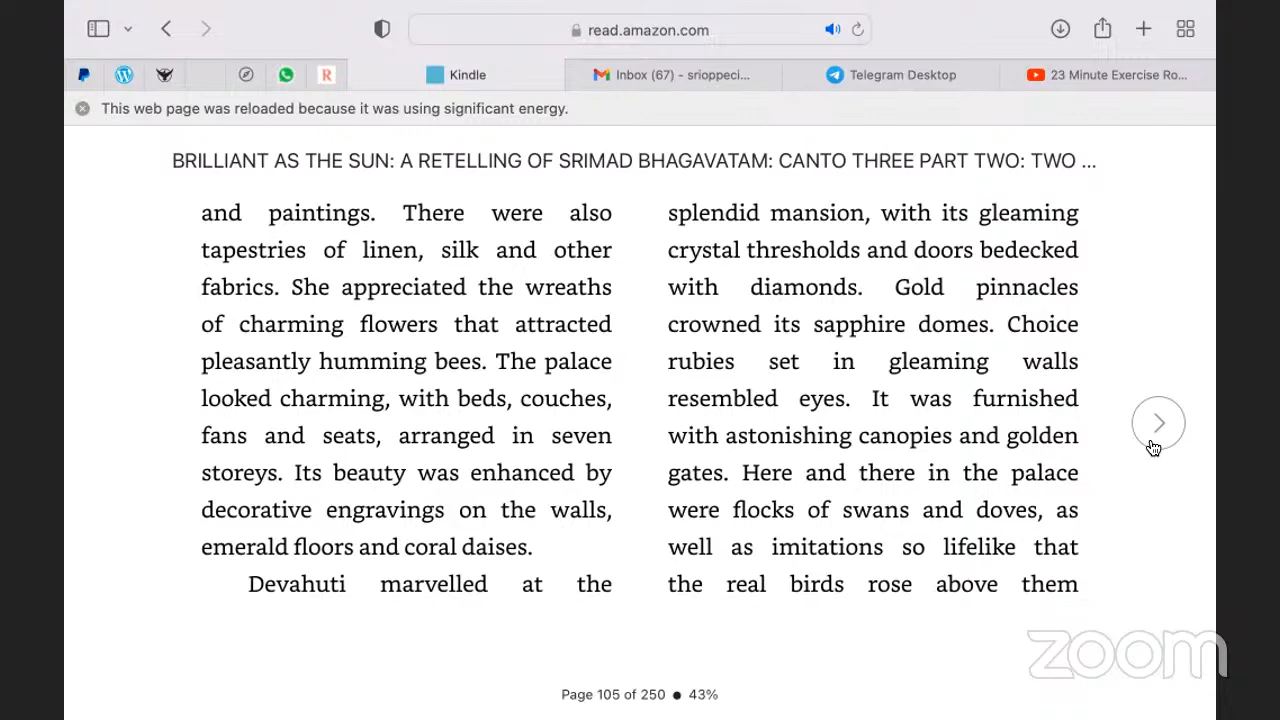 read.amazon.com
Kindle
Inbox (67) - srioppeci...
Telegram Desktop
23 Minute Exercise Ro...
This web page was reloaded because it was using significant energy.
BRILLIANT AS THE SUN: A RETELLING OF SRIMAD BHAGAVATAM: CANTO THREE PART TWO: TWO ...
and paintings. There were also
tapestries of linen, silk and other
fabrics. She appreciated the wreaths
of charming flowers that attracted
pleasantly humming bees. The palace
looked charming, with beds, couches,
fans and seats, arranged in seven
storeys. Its beauty was enhanced by
decorative engravings on the walls,
emerald floors and coral daises.
Devahuti marvelled at the
splendid mansion, with its gleaming
crystal thresholds and doors bedecked
with diamonds. Gold pinnacles
crowned its sapphire domes. Choice
rubies set in gleaming walls
resembled eyes. It was furnished
with astonishing canopies and golden
gates. Here and there in the palace
were flocks of swans and doves, as
well as imitations so lifelike that
the real birds rose above them
zoom
Page 105 of 250 ● 43%